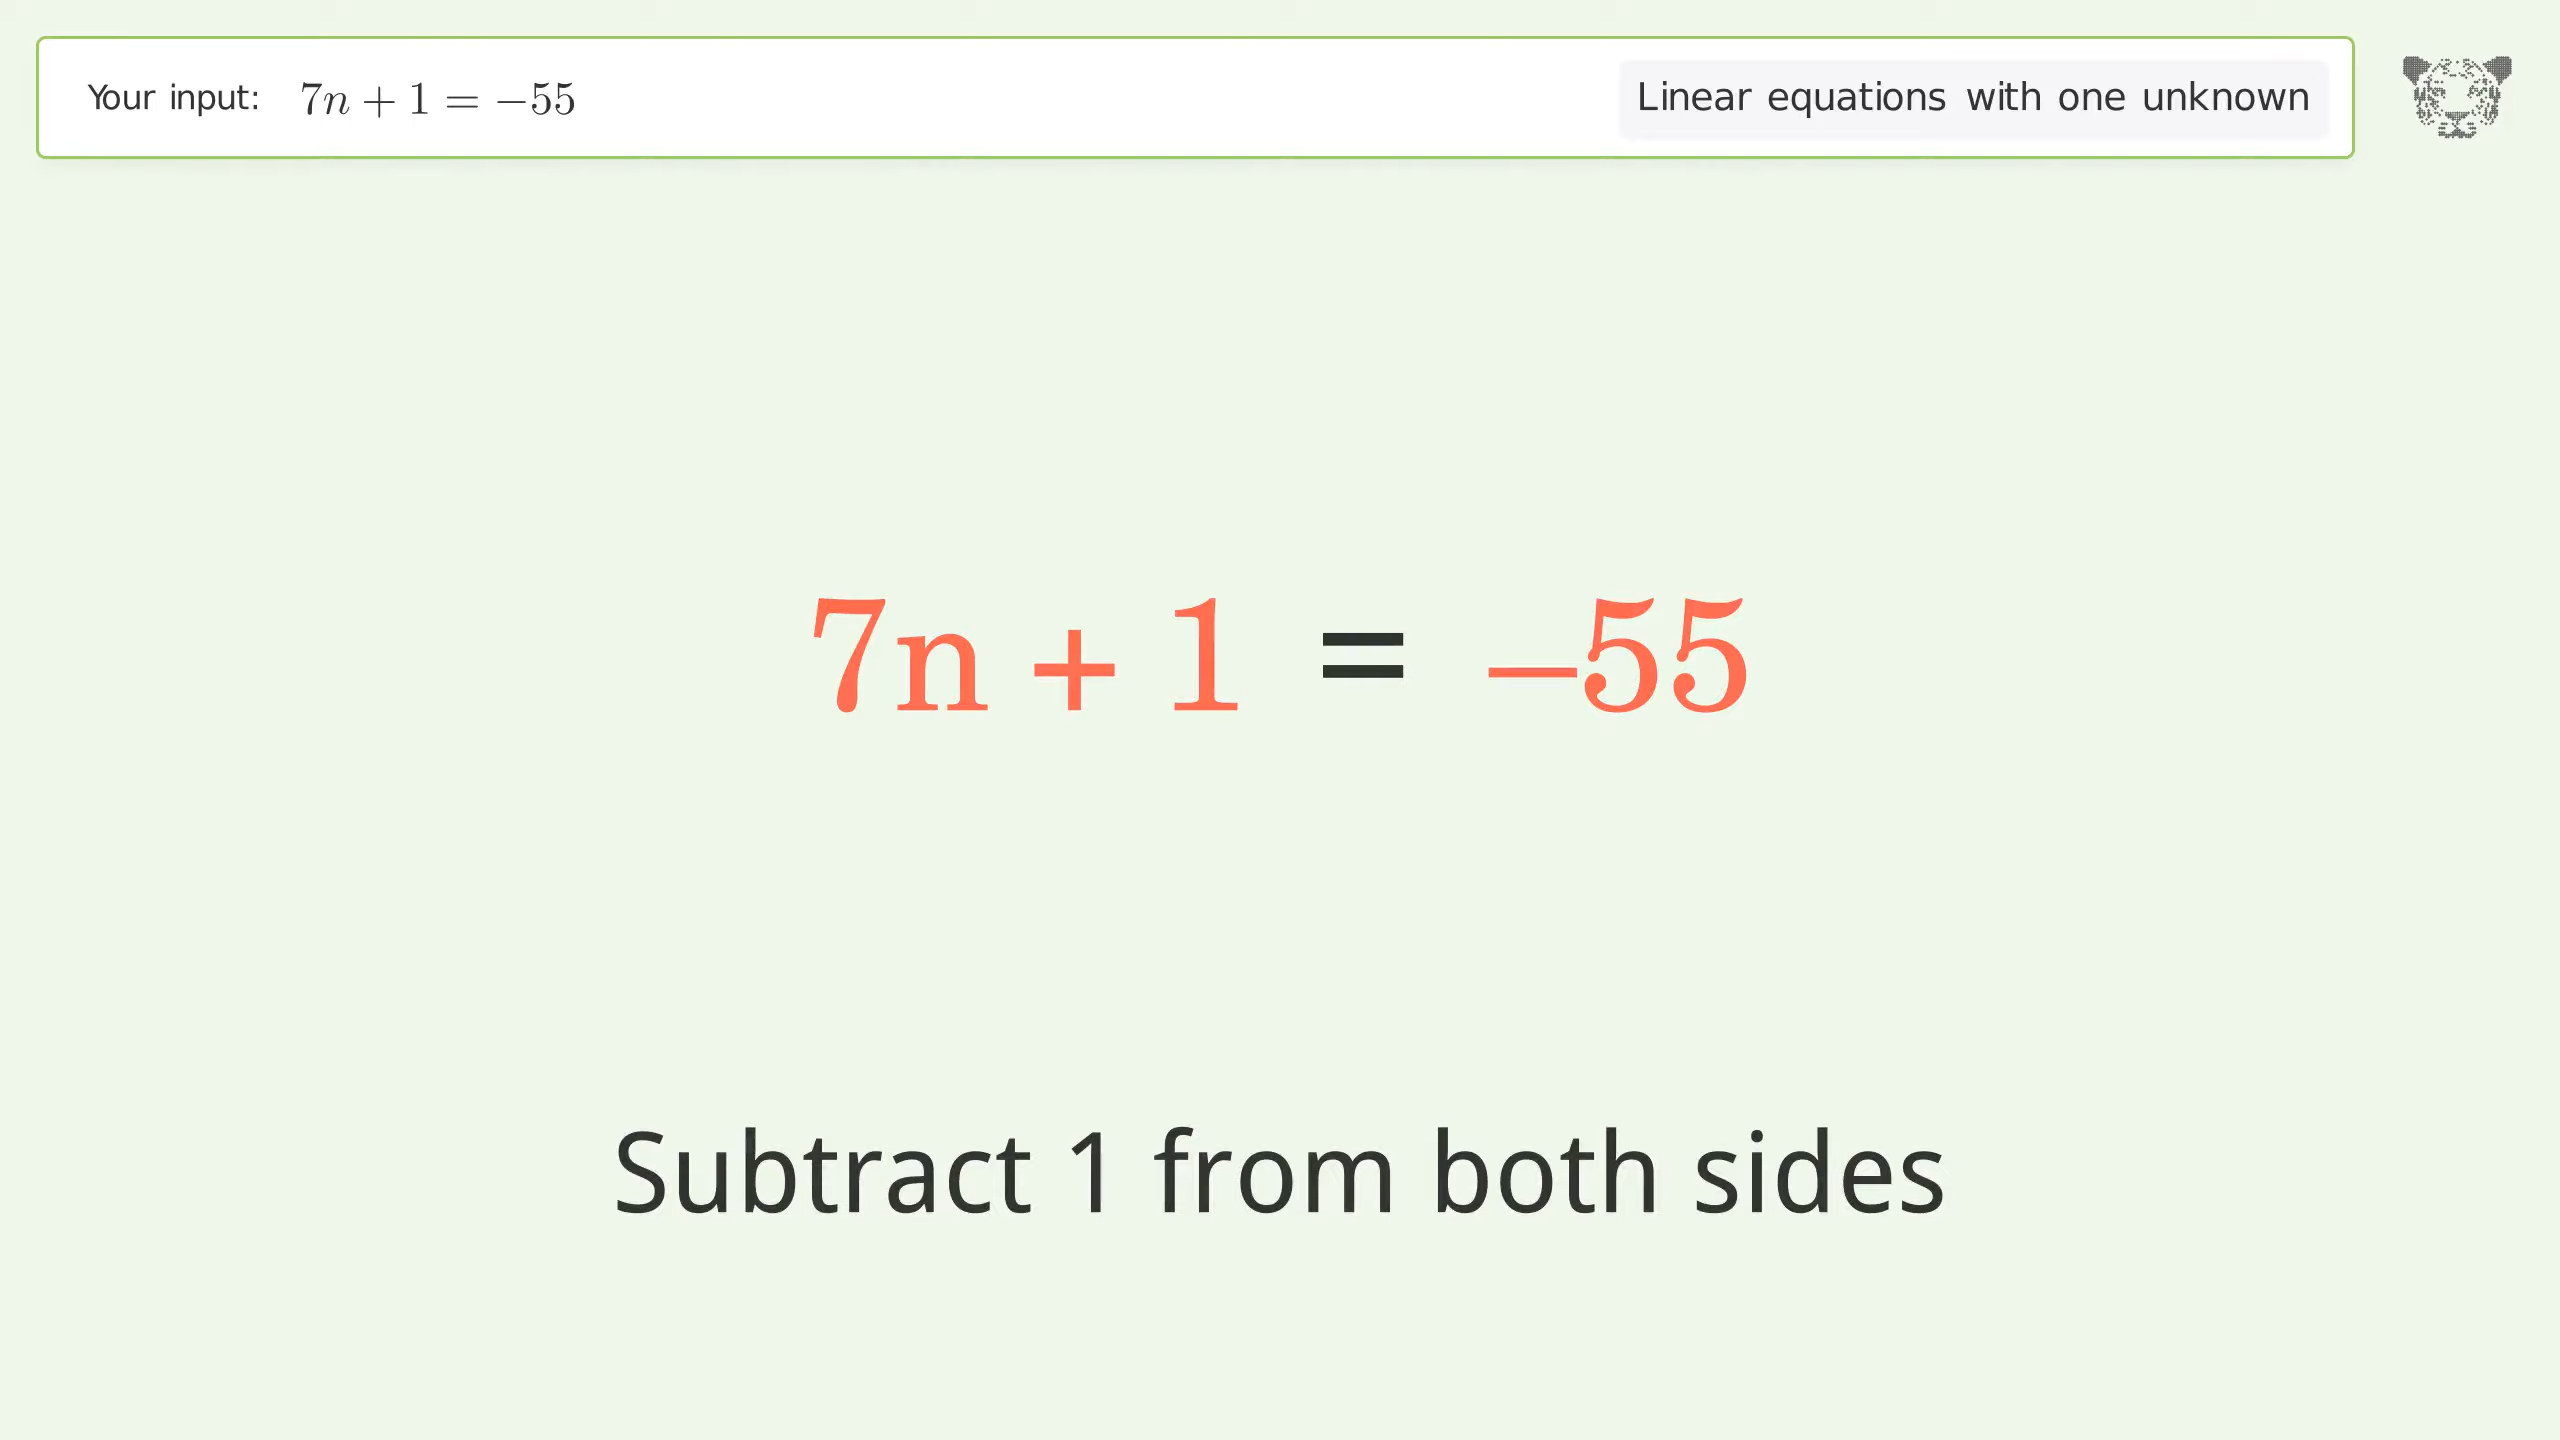 Your input: 7n + 1 = −55
Linear equations with one unknown
7n + 1 = −55
Subtract 1 from both sides